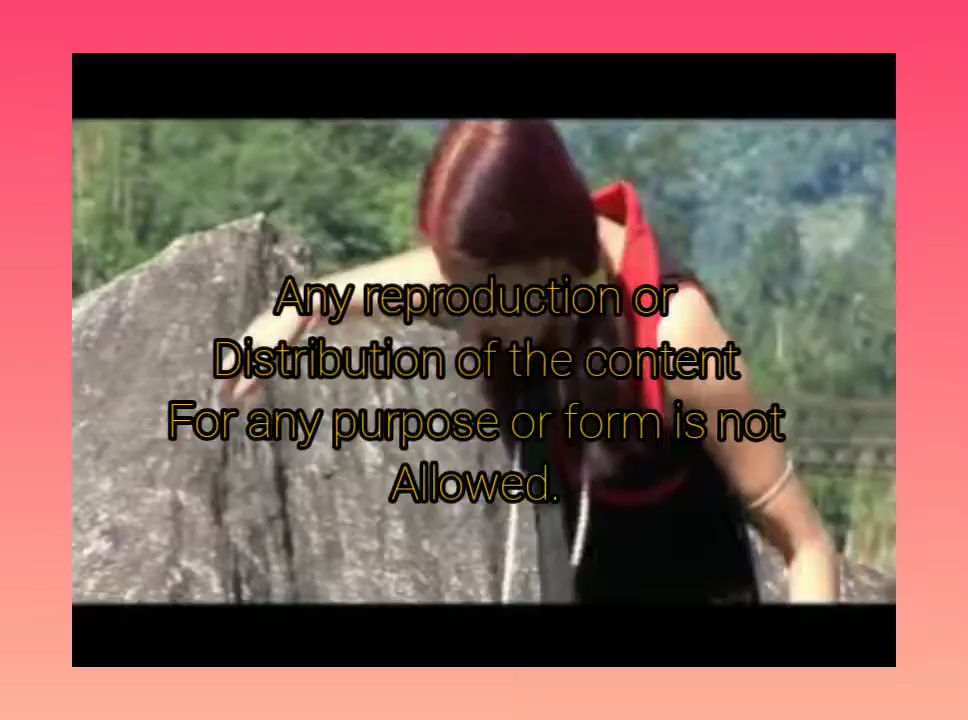 Any reproduction or
Distribution of the content
For any purpose or form is not
Allowed.